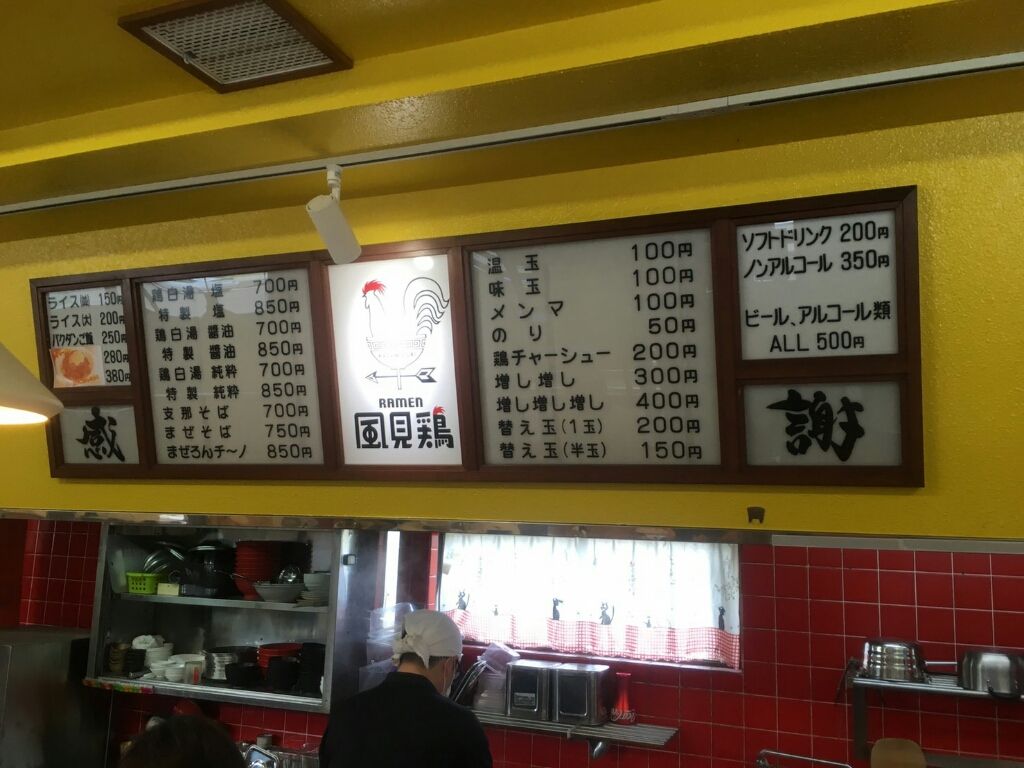 ライス(小) 150円
ライス(大) 200円
バクダンご飯 250円
280円
380円
感
鶏白湯 塩 700円
特製 塩 850円
鶏白湯 醤油 700円
特製 醤油 850円
鶏白湯 純粋 700円
特製 純粋 850円
支那そば 700円
まぜそば 750円
まぜろんチ〜ノ 850円
RAMEN
風見鶏
温玉 100円
味玉 100円
メンマ 100円
のり 50円
鶏チャーシュー 200円
増し増し 300円
増し増し増し 400円
替え玉(1玉) 200円
替え玉(半玉) 150円
ソフトドリンク 200円
ノンアルコール 350円
ビール、アルコール類
ALL 500円
謝